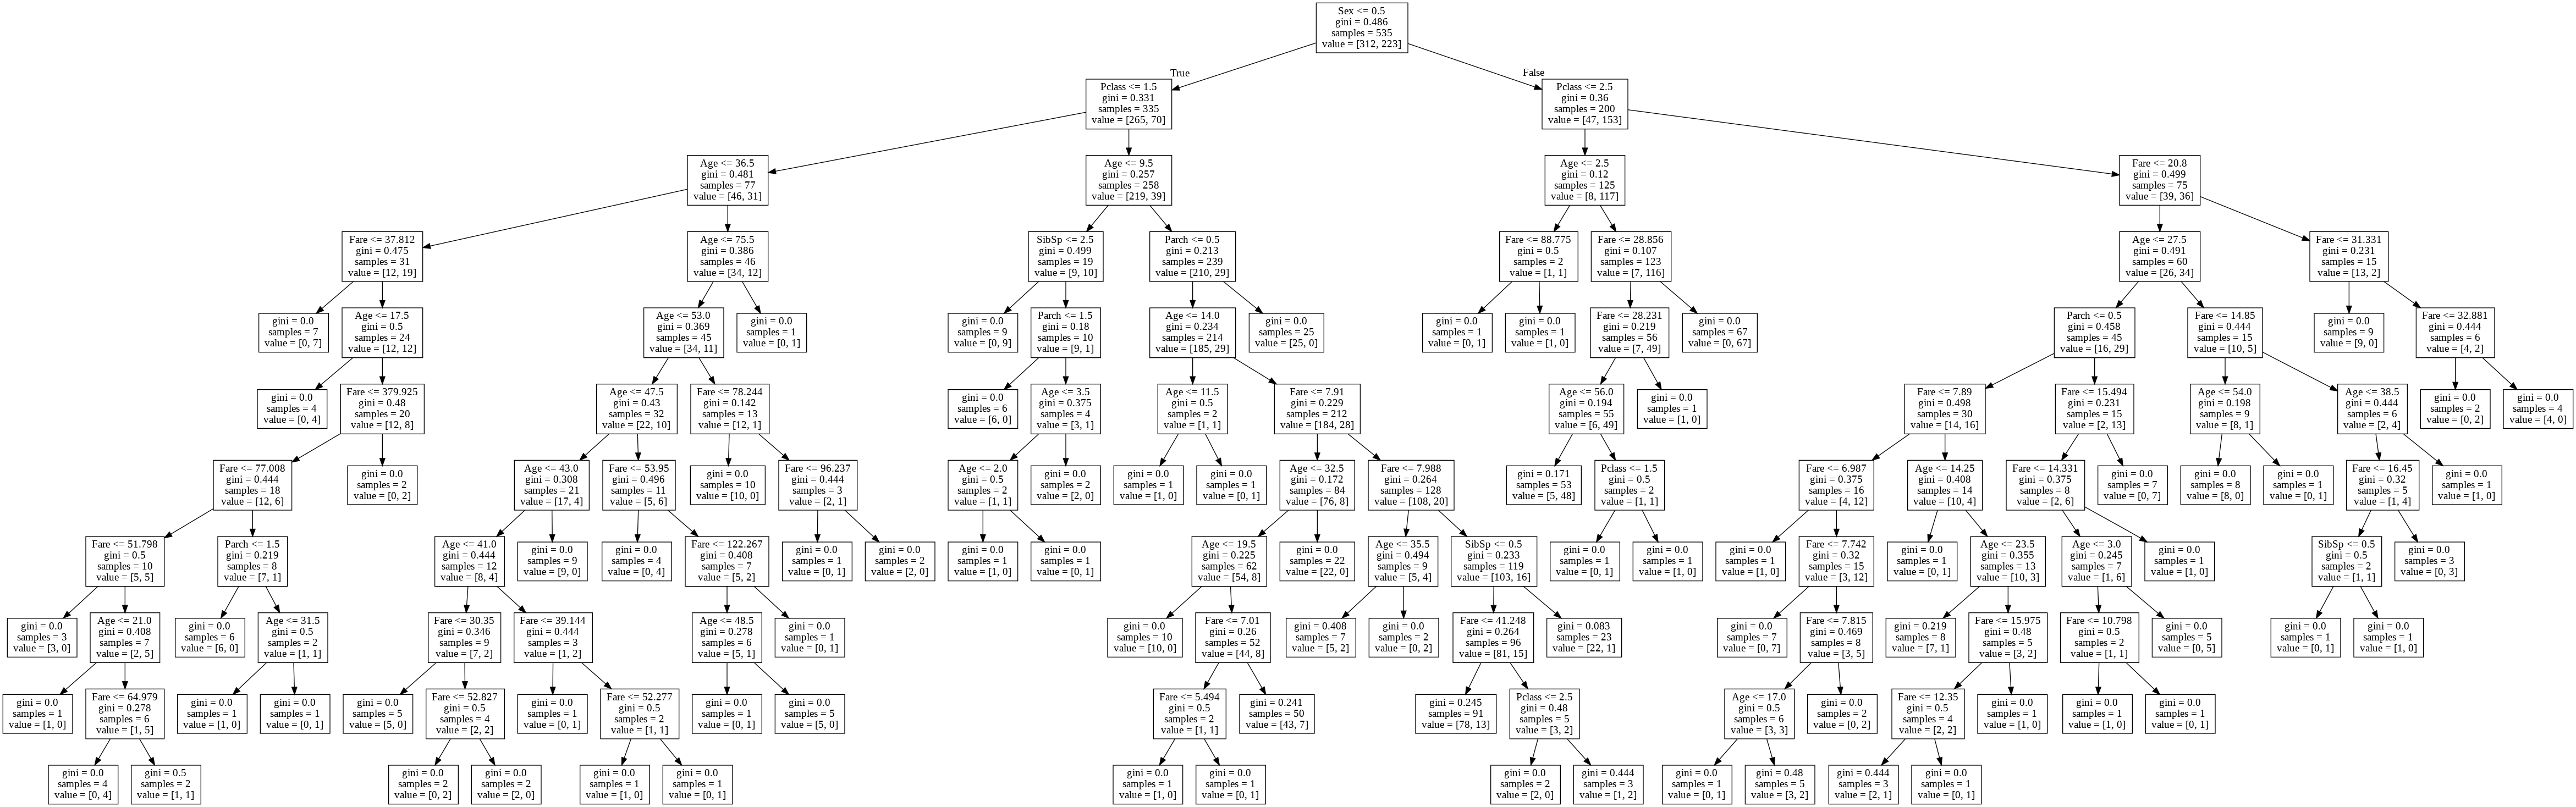 Sex <= 0.5
gini = 0.486
samples = 535
value = [312, 223]
True
False
Pclass <= 1.5
gini = 0.331
samples = 335
value = [265, 70]
Pclass <= 2.5
gini = 0.36
samples = 200
value = [47, 153]
Age <= 36.5
gini = 0.481
samples = 77
value = [46, 31]
Age <= 9.5
gini = 0.257
samples = 258
value = [219, 39]
Age <= 2.5
gini = 0.12
samples = 125
value = [8, 117]
Fare <= 20.8
gini = 0.499
samples = 75
value = [39, 36]
Fare <= 37.812
gini = 0.475
samples = 31
value = [12, 19]
Age <= 75.5
gini = 0.386
samples = 46
value = [34, 12]
SibSp <= 2.5
gini = 0.499
samples = 19
value = [9, 10]
Parch <= 0.5
gini = 0.213
samples = 239
value = [210, 29]
Fare <= 88.775
gini = 0.5
samples = 2
value = [1, 1]
Fare <= 28.856
gini = 0.107
samples = 123
value = [7, 116]
Age <= 27.5
gini = 0.491
samples = 60
value = [26, 34]
Fare <= 31.331
gini = 0.231
samples = 15
value = [13, 2]
gini = 0.0
samples = 7
value = [0, 7]
Age <= 17.5
gini = 0.5
samples = 24
value = [12, 12]
Age <= 53.0
gini = 0.369
samples = 45
value = [34, 11]
gini = 0.0
samples = 1
value = [0, 1]
gini = 0.0
samples = 9
value = [0, 9]
Parch <= 1.5
gini = 0.18
samples = 10
value = [9, 1]
Age <= 14.0
gini = 0.234
samples = 214
value = [185, 29]
gini = 0.0
samples = 25
value = [25, 0]
gini = 0.0
samples = 1
value = [0, 1]
gini = 0.0
samples = 1
value = [1, 0]
Fare <= 28.231
gini = 0.219
samples = 56
value = [7, 49]
gini = 0.0
samples = 67
value = [0, 67]
Parch <= 0.5
gini = 0.458
samples = 45
value = [16, 29]
Fare <= 14.85
gini = 0.444
samples = 15
value = [10, 5]
gini = 0.0
samples = 9
value = [9, 0]
Fare <= 32.881
gini = 0.444
samples = 6
value = [4, 2]
gini = 0.0
samples = 4
value = [0, 4]
Fare <= 379.925
gini = 0.48
samples = 20
value = [12, 8]
Age <= 47.5
gini = 0.43
samples = 32
value = [22, 10]
Fare <= 78.244
gini = 0.142
samples = 13
value = [12, 1]
gini = 0.0
samples = 6
value = [6, 0]
Age <= 3.5
gini = 0.375
samples = 4
value = [3, 1]
Age <= 11.5
gini = 0.5
samples = 2
value = [1, 1]
Fare <= 7.91
gini = 0.229
samples = 212
value = [184, 28]
Age <= 56.0
gini = 0.194
samples = 55
value = [6, 49]
gini = 0.0
samples = 1
value = [1, 0]
Fare <= 7.89
gini = 0.498
samples = 30
value = [14, 16]
Fare <= 15.494
gini = 0.231
samples = 15
value = [2, 13]
Age <= 54.0
gini = 0.198
samples = 9
value = [8, 1]
Age <= 38.5
gini = 0.444
samples = 6
value = [2, 4]
gini = 0.0
samples = 2
value = [0, 2]
gini = 0.0
samples = 4
value = [4, 0]
Fare <= 77.008
gini = 0.444
samples = 18
value = [12, 6]
gini = 0.0
samples = 2
value = [0, 2]
Age <= 43.0
gini = 0.308
samples = 21
value = [17, 4]
Fare <= 53.95
gini = 0.496
samples = 11
value = [5, 6]
gini = 0.0
samples = 10
value = [10, 0]
Fare <= 96.237
gini = 0.444
samples = 3
value = [2, 1]
Age <= 2.0
gini = 0.5
samples = 2
value = [1, 1]
gini = 0.0
samples = 2
value = [2, 0]
gini = 0.0
samples = 1
value = [1, 0]
gini = 0.0
samples = 1
value = [0, 1]
Age <= 32.5
gini = 0.172
samples = 84
value = [76, 8]
Fare <= 7.988
gini = 0.264
samples = 128
value = [108, 20]
gini = 0.171
samples = 53
value = [5, 48]
Pclass <= 1.5
gini = 0.5
samples = 2
value = [1, 1]
Fare <= 6.987
gini = 0.375
samples = 16
value = [4, 12]
Age <= 14.25
gini = 0.408
samples = 14
value = [10, 4]
Fare <= 14.331
gini = 0.375
samples = 8
value = [2, 6]
gini = 0.0
samples = 7
value = [0, 7]
gini = 0.0
samples = 8
value = [8, 0]
gini = 0.0
samples = 1
value = [0, 1]
Fare <= 16.45
gini = 0.32
samples = 5
value = [1, 4]
gini = 0.0
samples = 1
value = [1, 0]
Fare <= 51.798
gini = 0.5
samples = 10
value = [5, 5]
Parch <= 1.5
gini = 0.219
samples = 8
value = [7, 1]
Age <= 41.0
gini = 0.444
samples = 12
value = [8, 4]
gini = 0.0
samples = 9
value = [9, 0]
gini = 0.0
samples = 4
value = [0, 4]
Fare <= 122.267
gini = 0.408
samples = 7
value = [5, 2]
gini = 0.0
samples = 1
value = [0, 1]
gini = 0.0
samples = 2
value = [2, 0]
gini = 0.0
samples = 1
value = [1, 0]
gini = 0.0
samples = 1
value = [0, 1]
Age <= 19.5
gini = 0.225
samples = 62
value = [54, 8]
gini = 0.0
samples = 22
value = [22, 0]
Age <= 35.5
gini = 0.494
samples = 9
value = [5, 4]
SibSp <= 0.5
gini = 0.233
samples = 119
value = [103, 16]
gini = 0.0
samples = 1
value = [0, 1]
gini = 0.0
samples = 1
value = [1, 0]
gini = 0.0
samples = 1
value = [1, 0]
Fare <= 7.742
gini = 0.32
samples = 15
value = [3, 12]
gini = 0.0
samples = 1
value = [0, 1]
Age <= 23.5
gini = 0.355
samples = 13
value = [10, 3]
Age <= 3.0
gini = 0.245
samples = 7
value = [1, 6]
gini = 0.0
samples = 1
value = [1, 0]
SibSp <= 0.5
gini = 0.5
samples = 2
value = [1, 1]
gini = 0.0
samples = 3
value = [0, 3]
gini = 0.0
samples = 3
value = [3, 0]
Age <= 21.0
gini = 0.408
samples = 7
value = [2, 5]
gini = 0.0
samples = 6
value = [6, 0]
Age <= 31.5
gini = 0.5
samples = 2
value = [1, 1]
Fare <= 30.35
gini = 0.346
samples = 9
value = [7, 2]
Fare <= 39.144
gini = 0.444
samples = 3
value = [1, 2]
Age <= 48.5
gini = 0.278
samples = 6
value = [5, 1]
gini = 0.0
samples = 1
value = [0, 1]
gini = 0.0
samples = 10
value = [10, 0]
Fare <= 7.01
gini = 0.26
samples = 52
value = [44, 8]
gini = 0.408
samples = 7
value = [5, 2]
gini = 0.0
samples = 2
value = [0, 2]
Fare <= 41.248
gini = 0.264
samples = 96
value = [81, 15]
gini = 0.083
samples = 23
value = [22, 1]
gini = 0.0
samples = 7
value = [0, 7]
Fare <= 7.815
gini = 0.469
samples = 8
value = [3, 5]
gini = 0.219
samples = 8
value = [7, 1]
Fare <= 15.975
gini = 0.48
samples = 5
value = [3, 2]
Fare <= 10.798
gini = 0.5
samples = 2
value = [1, 1]
gini = 0.0
samples = 5
value = [0, 5]
gini = 0.0
samples = 1
value = [0, 1]
gini = 0.0
samples = 1
value = [1, 0]
gini = 0.0
samples = 1
value = [1, 0]
Fare <= 64.979
gini = 0.278
samples = 6
value = [1, 5]
gini = 0.0
samples = 1
value = [1, 0]
gini = 0.0
samples = 1
value = [0, 1]
gini = 0.0
samples = 5
value = [5, 0]
Fare <= 52.827
gini = 0.5
samples = 4
value = [2, 2]
gini = 0.0
samples = 1
value = [0, 1]
Fare <= 52.277
gini = 0.5
samples = 2
value = [1, 1]
gini = 0.0
samples = 1
value = [0, 1]
gini = 0.0
samples = 5
value = [5, 0]
Fare <= 5.494
gini = 0.5
samples = 2
value = [1, 1]
gini = 0.241
samples = 50
value = [43, 7]
gini = 0.245
samples = 91
value = [78, 13]
Pclass <= 2.5
gini = 0.48
samples = 5
value = [3, 2]
Age <= 17.0
gini = 0.5
samples = 6
value = [3, 3]
gini = 0.0
samples = 2
value = [0, 2]
Fare <= 12.35
gini = 0.5
samples = 4
value = [2, 2]
gini = 0.0
samples = 1
value = [1, 0]
gini = 0.0
samples = 1
value = [1, 0]
gini = 0.0
samples = 1
value = [0, 1]
gini = 0.0
samples = 4
value = [0, 4]
gini = 0.5
samples = 2
value = [1, 1]
gini = 0.0
samples = 2
value = [0, 2]
gini = 0.0
samples = 2
value = [2, 0]
gini = 0.0
samples = 1
value = [1, 0]
gini = 0.0
samples = 1
value = [0, 1]
gini = 0.0
samples = 1
value = [1, 0]
gini = 0.0
samples = 1
value = [0, 1]
gini = 0.0
samples = 2
value = [2, 0]
gini = 0.444
samples = 3
value = [1, 2]
gini = 0.0
samples = 1
value = [0, 1]
gini = 0.48
samples = 5
value = [3, 2]
gini = 0.444
samples = 3
value = [2, 1]
gini = 0.0
samples = 1
value = [0, 1]